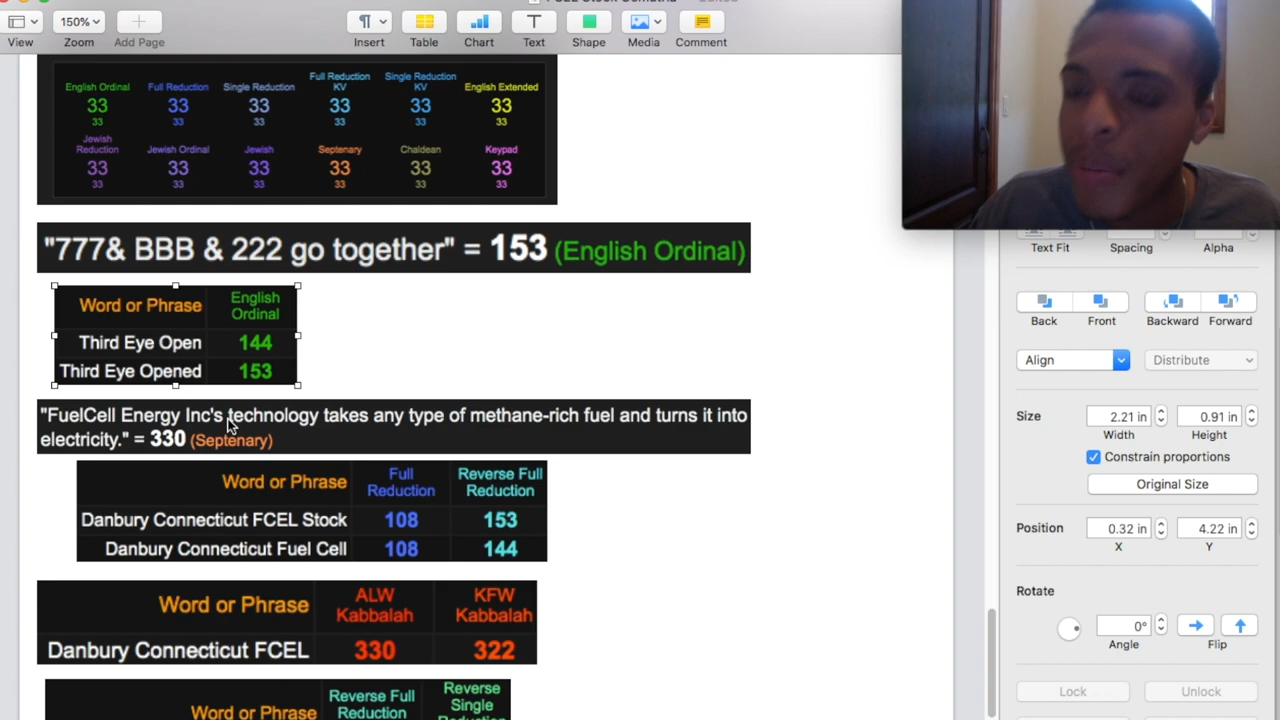 150%
View
Zoom
Add Page
Insert
Table
Chart
Text
Shape
Media
Comment
English Ordinal
33
33
Full Reduction
33
33
Single Reduction
33
33
Full Reduction
KV
33
33
Single Reduction
KV
33
33
English Extended
33
33
Jewish
Reduction
33
33
Jewish Ordinal
33
33
Jewish
33
33
Septenary
33
33
Chaldean
33
33
Keypad
33
33
"777& BBB & 222 go together" = 153 (English Ordinal)
Word or Phrase
English
Ordinal
Third Eye Open 144
Third Eye Opened 153
"FuelCell Energy Inc's technology takes any type of methane-rich fuel and turns it into
electricity." = 330 (Septenary)
Word or Phrase
Full
Reduction
Reverse Full
Reduction
Danbury Connecticut FCEL Stock 108 153
Danbury Connecticut Fuel Cell 108 144
Word or Phrase
ALW
Kabbalah
KFW
Kabbalah
Danbury Connecticut FCEL 330 322
Word or Phrase
Reverse Full
Reduction
Reverse
Single
Reduction
Text Fit
Spacing
Alpha
Back
Front
Backward
Forward
Align
Distribute
Size
2.21 in
Width
0.91 in
Height
Constrain proportions
Original Size
Position
0.32 in
X
4.22 in
Y
Rotate
0°
Angle
Flip
Lock
Unlock